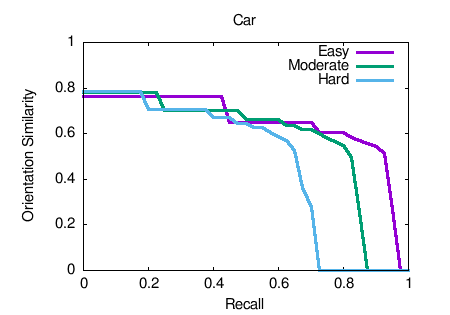 Car
Easy
Moderate
Hard
Orientation Similarity
1
0.8
0.6
0.4
0.2
0
0 0.2 0.4 0.6 0.8 1
Recall